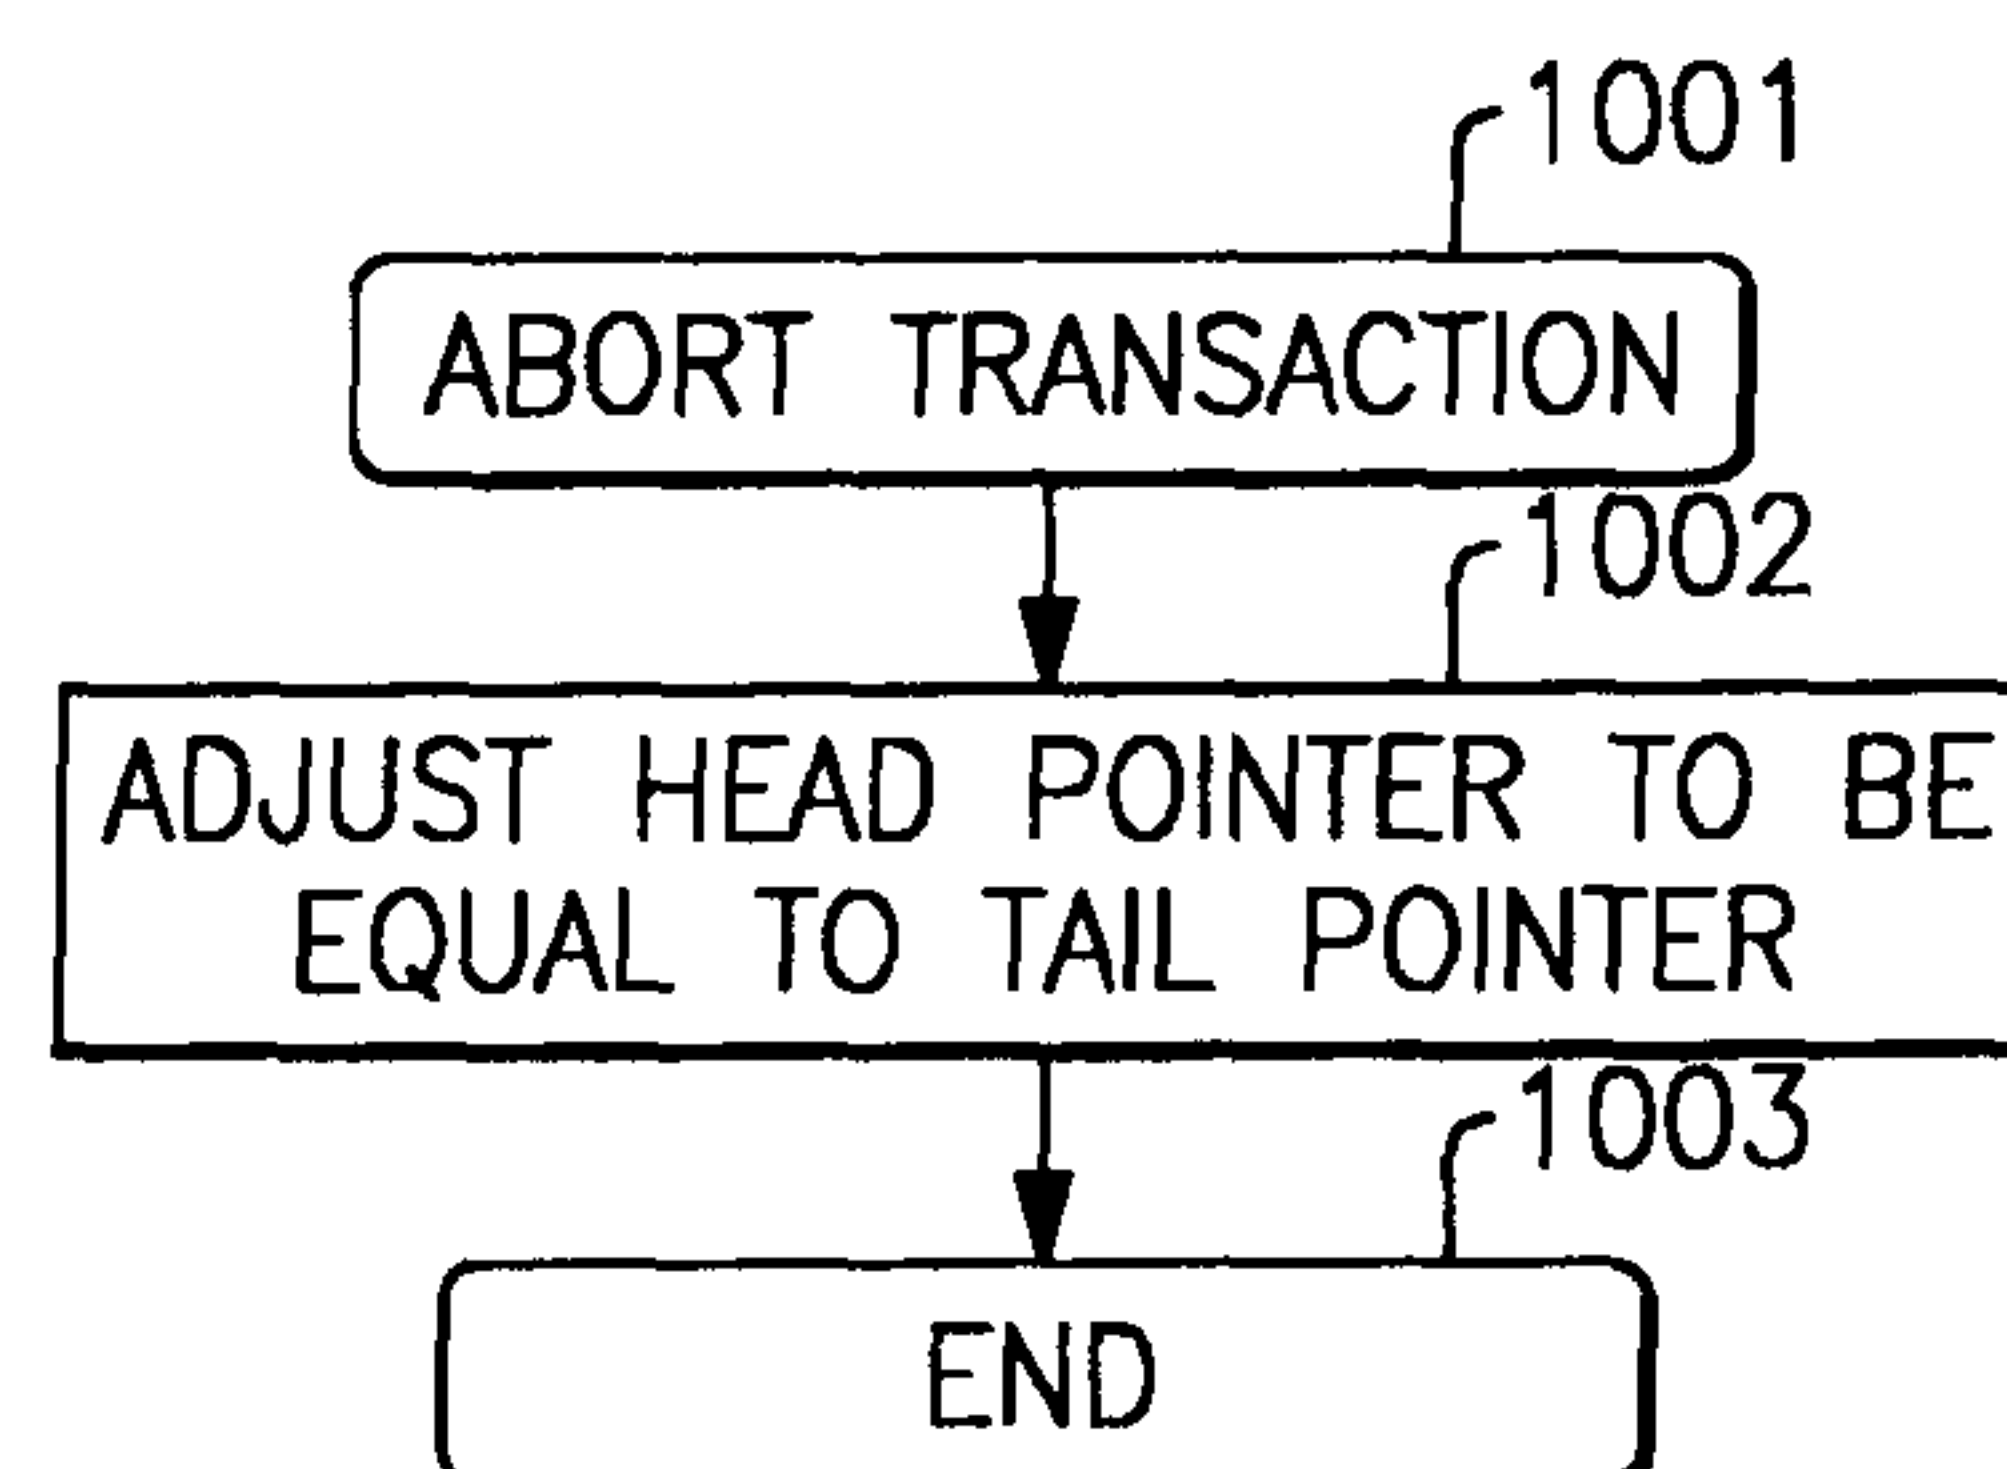 1001
ABORT TRANSACTION
1002
ADJUST HEAD POINTER TO BE
EQUAL TO TAIL POINTER
1003
END